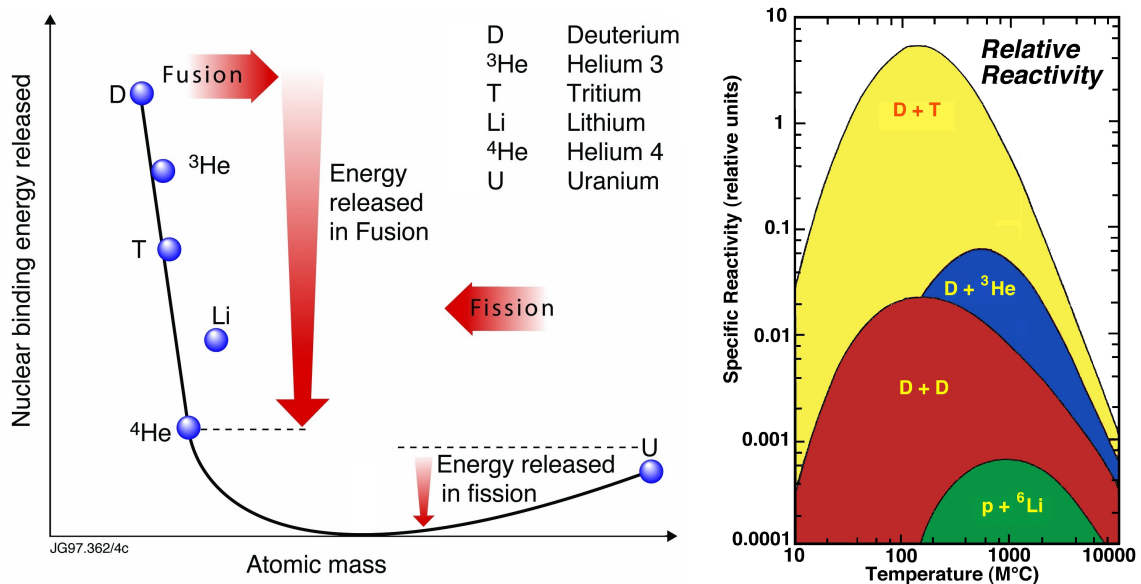 Nuclear binding energy released
D
Fusion
³He
T
Li
⁴He
Energy
released
in Fusion
D Deuterium
³He Helium 3
T Tritium
Li Lithium
⁴He Helium 4
U Uranium
Fission
U
Energy released
in fission
JG97.362/4c
Atomic mass
Specific Reactivity (relative units)
Relative
Reactivity
10
1
0.1
0.01
0.001
0.0001
D + T
D + ³He
D + D
p + ⁶Li
10
100
1000
10000
Temperature (M°C)